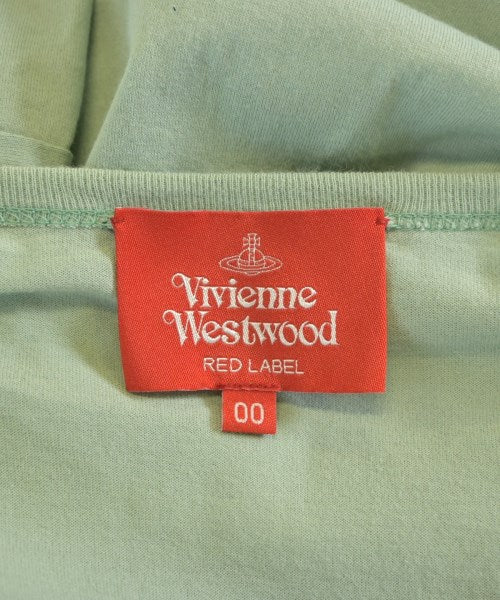 Vivienne
Westwood
RED LABEL
00